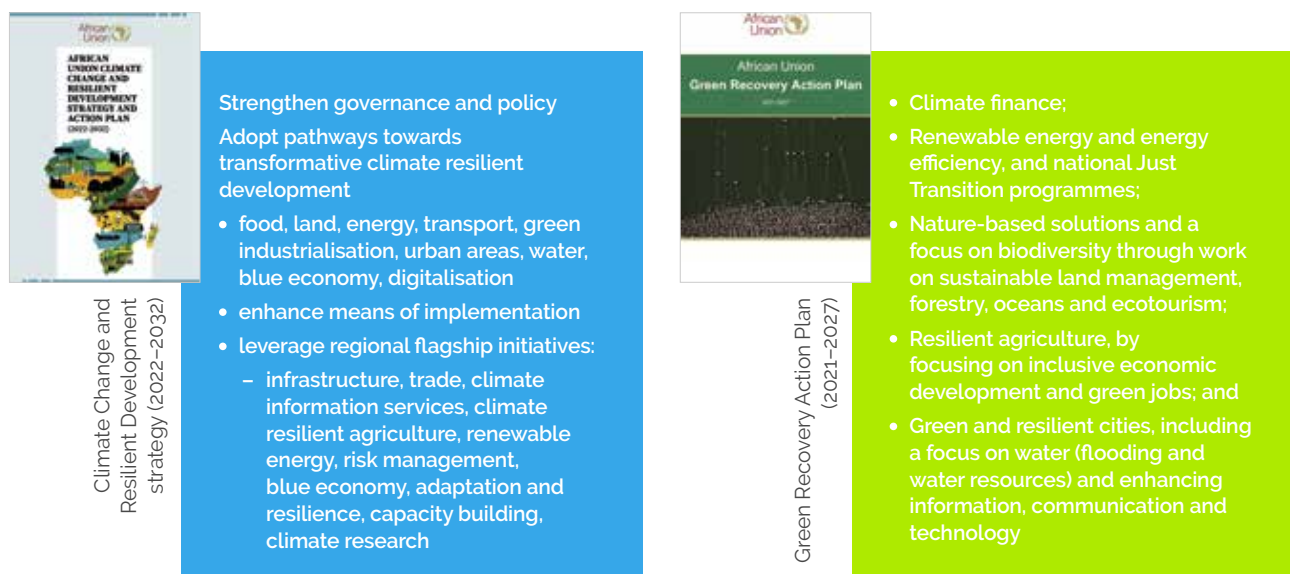 African
Union
AFRICAN
UNION CLIMATE
CHANGE AND
RESILIENT
DEVELOPMENT
STRATEGY AND
ACTION PLAN
(2022-2032)
Climate Change and
Resilient Development
strategy (2022–2032)
Strengthen governance and policy
Adopt pathways towards
transformative climate resilient
development
• food, land, energy, transport, green
industrialisation, urban areas, water,
blue economy, digitalisation
• enhance means of implementation
• leverage regional flagship initiatives:
– infrastructure, trade, climate
information services, climate
resilient agriculture, renewable
energy, risk management,
blue economy, adaptation and
resilience, capacity building,
climate research
African
Union
African Union
Green Recovery Action Plan
Green Recovery Action Plan
(2021–2027)
• Climate finance;
• Renewable energy and energy
efficiency, and national Just
Transition programmes;
• Nature-based solutions and a
focus on biodiversity through work
on sustainable land management,
forestry, oceans and ecotourism;
• Resilient agriculture, by
focusing on inclusive economic
development and green jobs; and
• Green and resilient cities, including
a focus on water (flooding and
water resources) and enhancing
information, communication and
technology